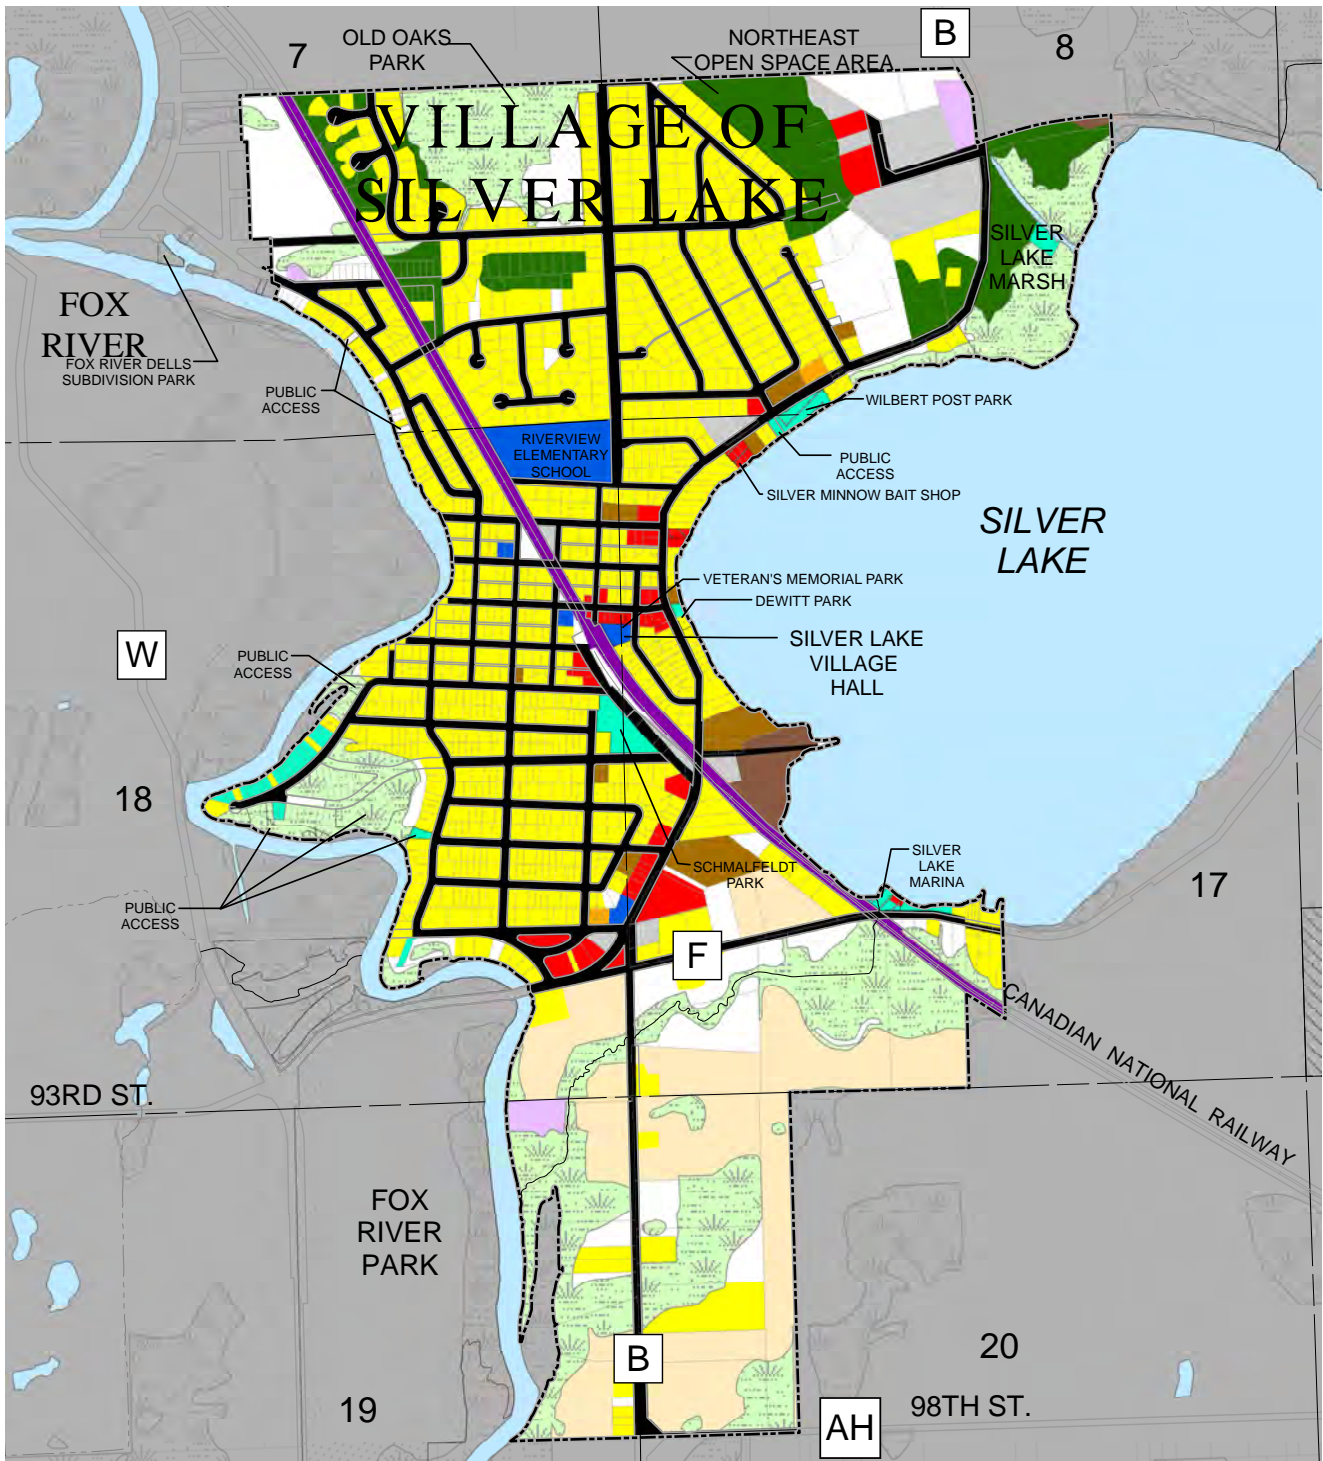 7
OLD OAKS
PARK
NORTHEAST
OPEN SPACE AREA
B
8
VILLAGE OF
SILVER LAKE
SILVER
LAKE
MARSH
FOX
RIVER
FOX RIVER DELLS
SUBDIVISION PARK
PUBLIC
ACCESS
WILBERT POST PARK
RIVERVIEW
ELEMENTARY
SCHOOL
PUBLIC
ACCESS
SILVER MINNOW BAIT SHOP
SILVER
LAKE
VETERAN'S MEMORIAL PARK
DEWITT PARK
W
PUBLIC
ACCESS
SILVER LAKE
VILLAGE
HALL
18
SCHMALFELDT
PARK
SILVER
LAKE
MARINA
17
PUBLIC
ACCESS
F
CANADIAN NATIONAL RAILWAY
93RD ST.
FOX
RIVER
PARK
B
20
19
AH
98TH ST.